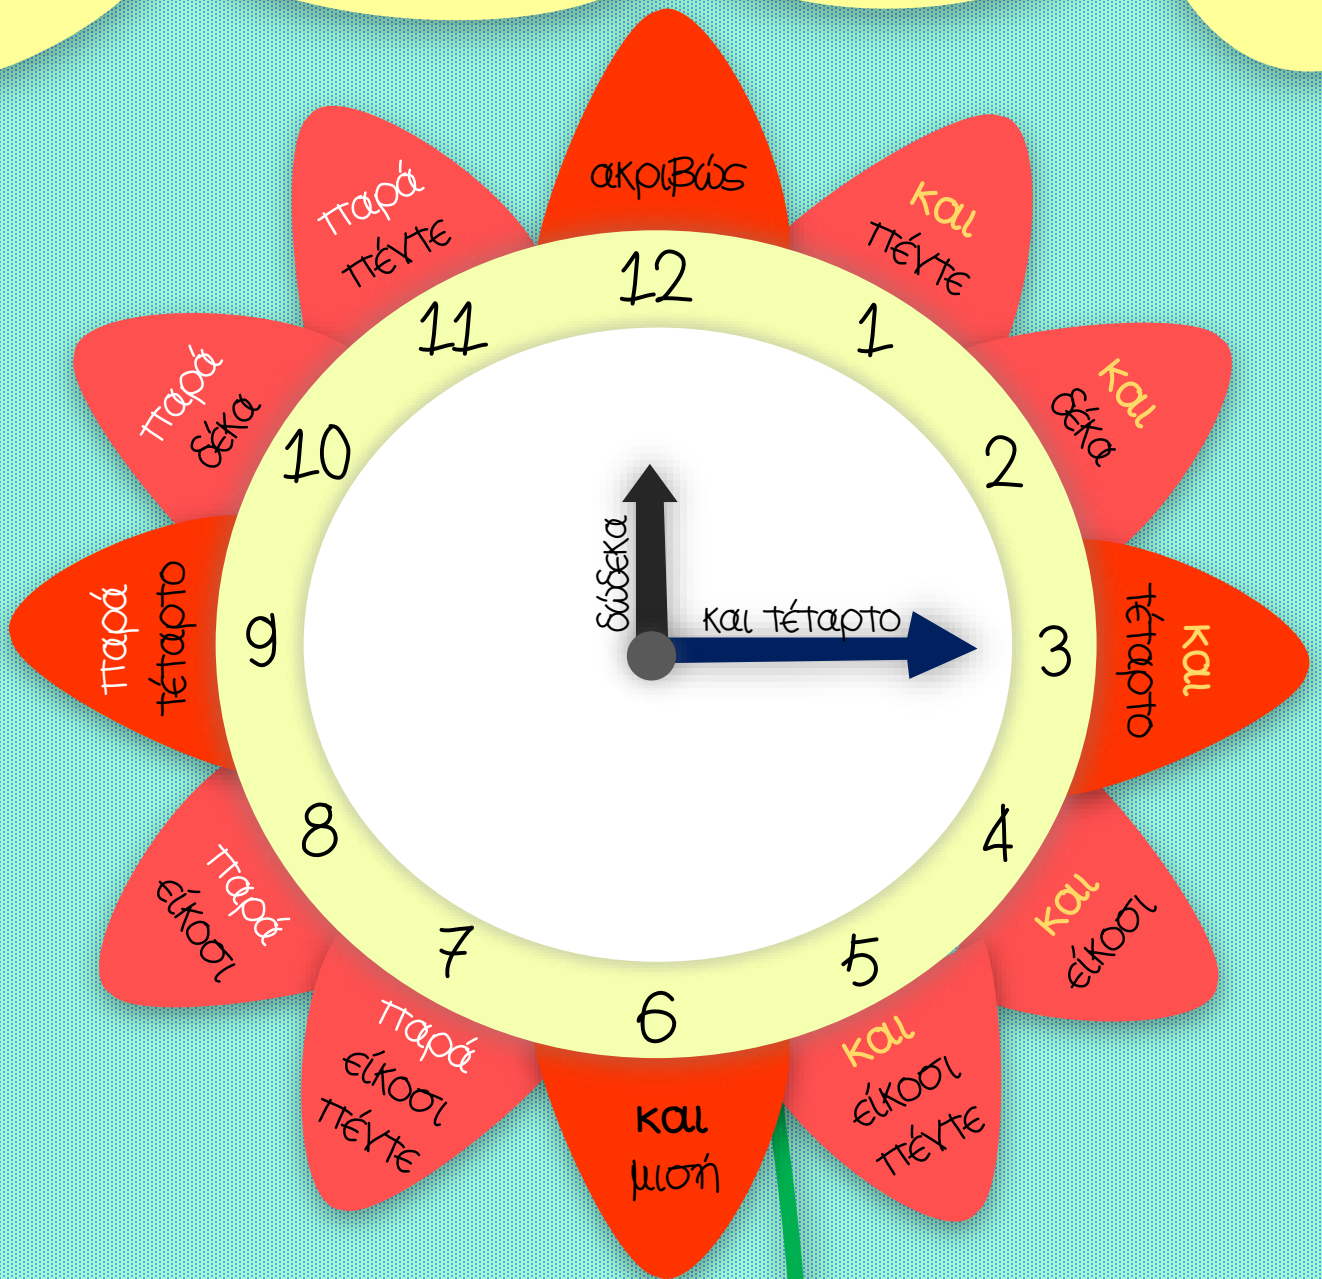 ακριβώς
και
πέντε
και
δέκα
και
τέταρτο
και
είκοσι
και
είκοσι
πέντε
και
μισή
παρά
είκοσι
πέντε
παρά
είκοσι
παρά
τέταρτο
παρά
δέκα
παρά
πέντε
12
1
2
3
4
5
6
7
8
9
10
11
δώδεκα
και τέταρτο